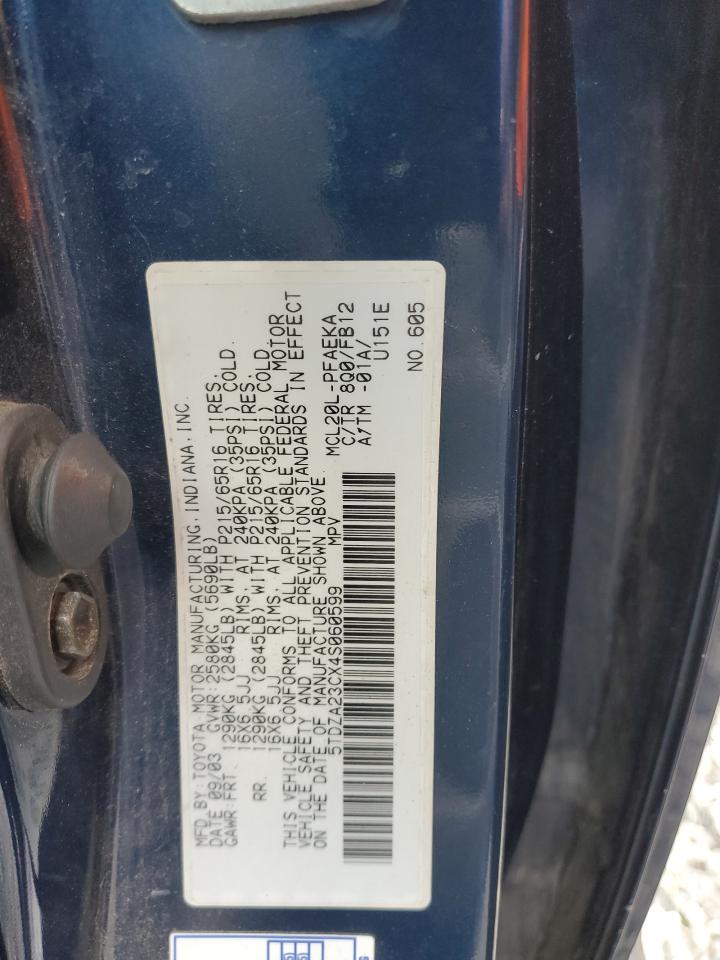 MFD.BY:TOYOTA MOTOR MANUFACTURING,INDIANA,INC.
DATE 09/03 GVWR:2580KG (5690LB)
GAWR:FRT. 1290KG (2845LB) WITH P215/65R16 TIRES,
16X6.5JJ RIMS, AT 240KPA (35PSI) COLD.
RR. 1290KG (2845LB) WITH P215/65R16 TIRES,
16X6.5JJ RIMS, AT 240KPA (35PSI) COLD.
THIS VEHICLE CONFORMS TO ALL APPLICABLE FEDERAL MOTOR
VEHICLE SAFETY AND THEFT PREVENTION STANDARDS IN EFFECT
ON THE DATE OF MANUFACTURE SHOWN ABOVE.
5TDZA23CX4S060599 MPV
MCL20L-PFAEKA
C/TR 8Q0/FB12
A/TM -01A/
U151E
NO.605